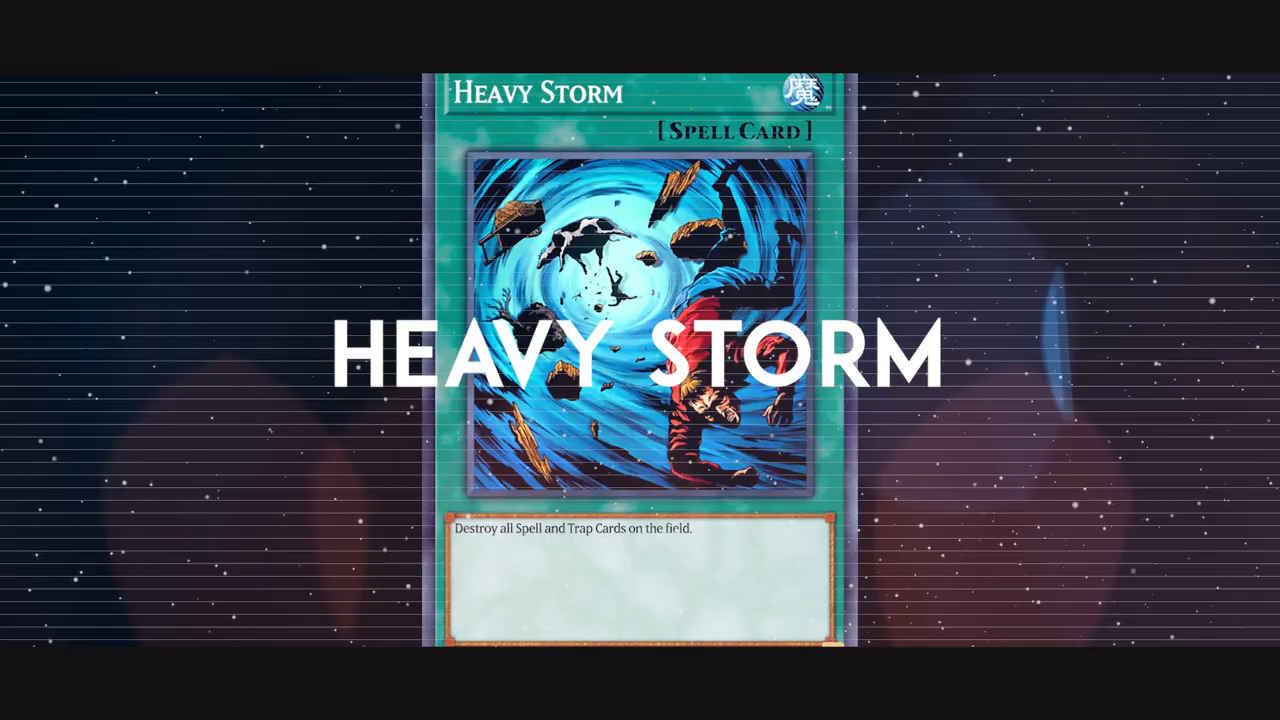 HEAVY STORM
魔
[ SPELL CARD ]
HEAVY STORM
Destroy all Spell and Trap Cards on the field.